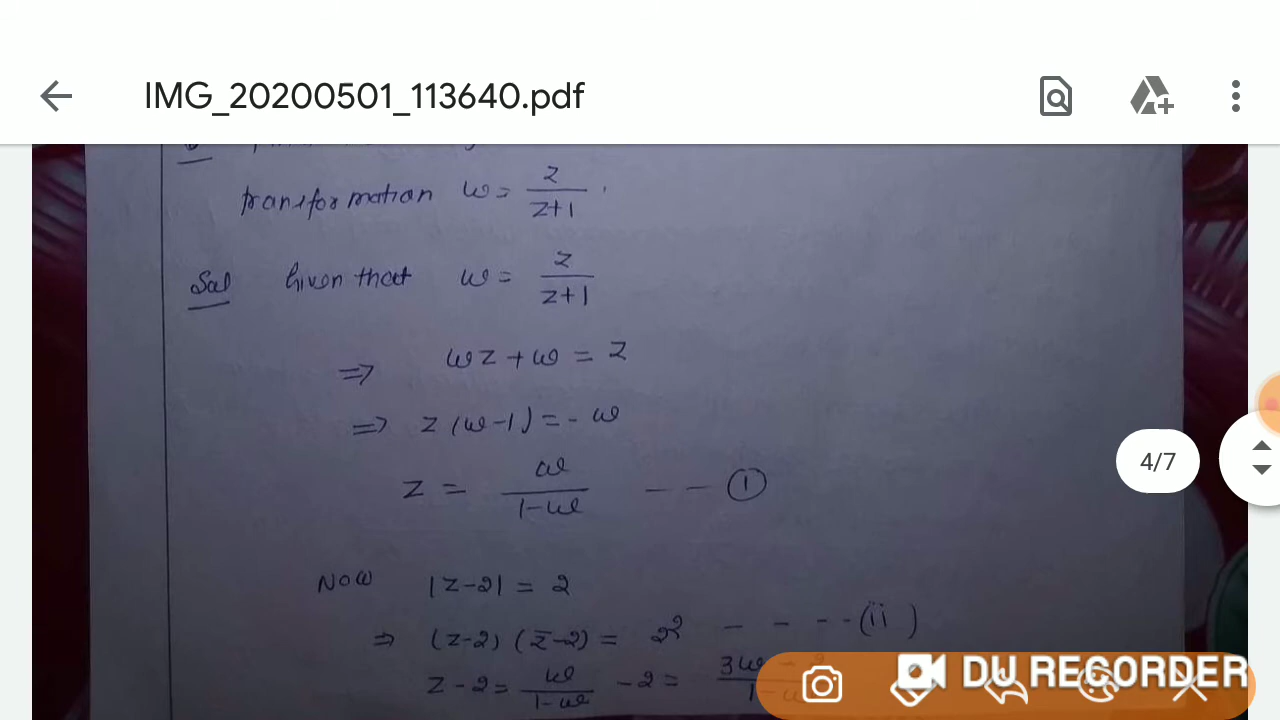 IMG_20200501_113640.pdf
transformation w = z/(z+1) .
Sol Given that w = z/(z+1)
⇒ wz + w = z
⇒ z(w-1) = - w
z = w/(1-w) - - ①
4/7
Now |z-2| = 2
⇒ (z-2)(z̄-2) = 2² - - - - (ii)
z - 2 = w/(1-w) - 2 =
DU RECORDER